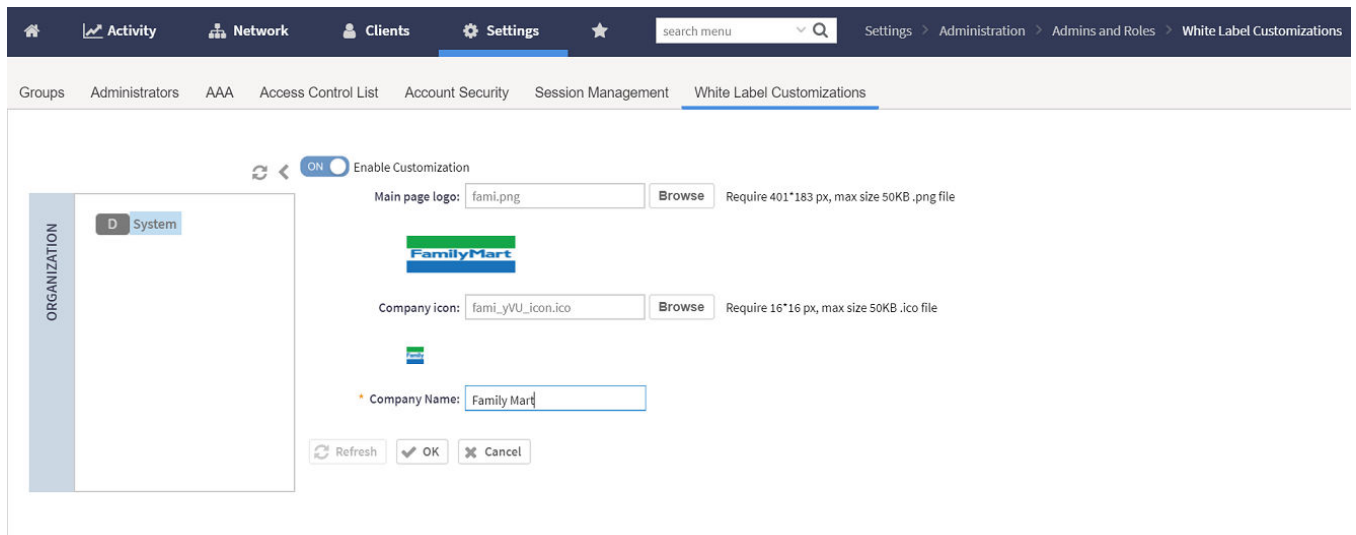 Activity Network Clients Settings search menu Settings > Administration > Admins and Roles > White Label Customizations
Groups Administrators AAA Access Control List Account Security Session Management White Label Customizations
ON Enable Customization
Main page logo: fami.png Browse Require 401*183 px, max size 50KB .png file
ORGANIZATION
D System
FamilyMart
Company icon: fami_yVU_icon.ico Browse Require 16*16 px, max size 50KB .ico file
Family
* Company Name: Family Mart
Refresh OK Cancel